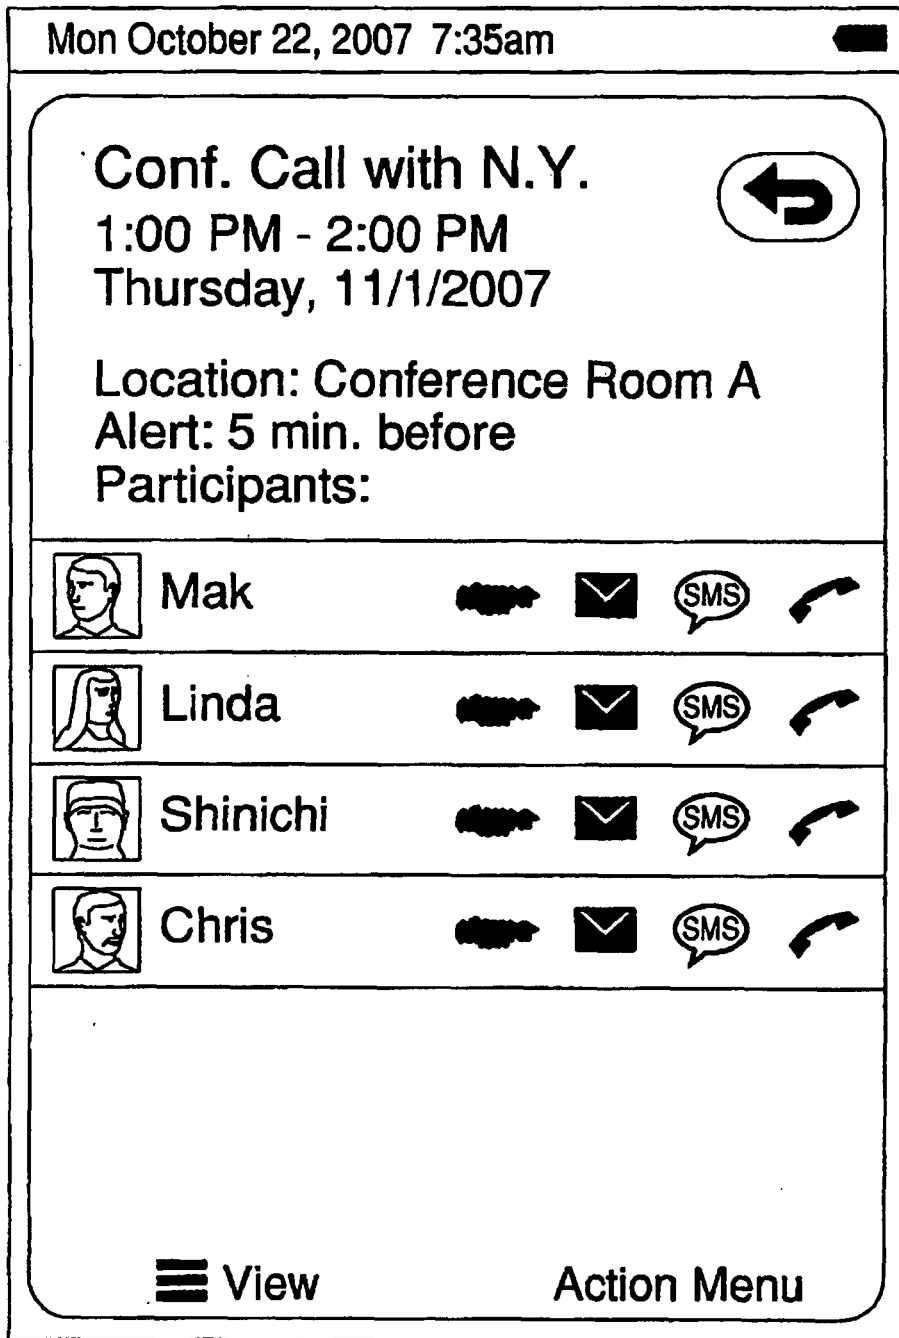 Mon October 22, 2007 7:35am
Conf. Call with N.Y.
1:00 PM - 2:00 PM
Thursday, 11/1/2007
Location: Conference Room A
Alert: 5 min. before
Participants:
Mak SMS
Linda SMS
Shinichi SMS
Chris SMS
View Action Menu